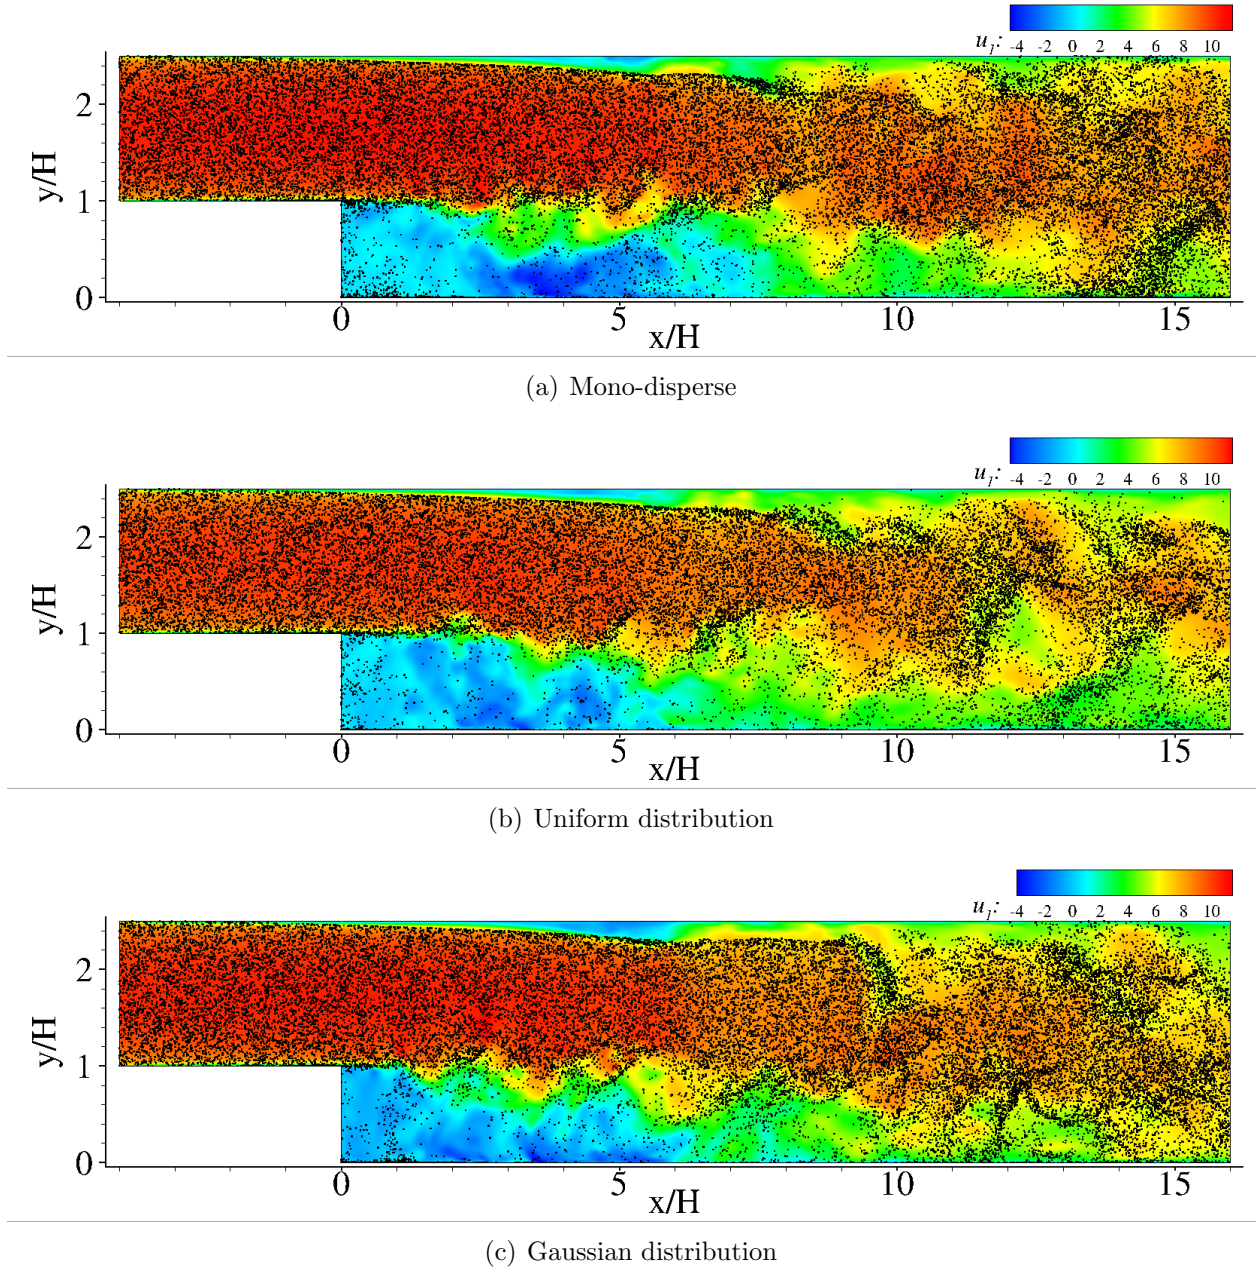 u1: -4 -2 0 2 4 6 8 10
y/H
2
1
0
0 5 10 15
x/H
(a) Mono-disperse
u1: -4 -2 0 2 4 6 8 10
y/H
2
1
0
0 5 10 15
x/H
(b) Uniform distribution
u1: -4 -2 0 2 4 6 8 10
y/H
2
1
0
0 5 10 15
x/H
(c) Gaussian distribution